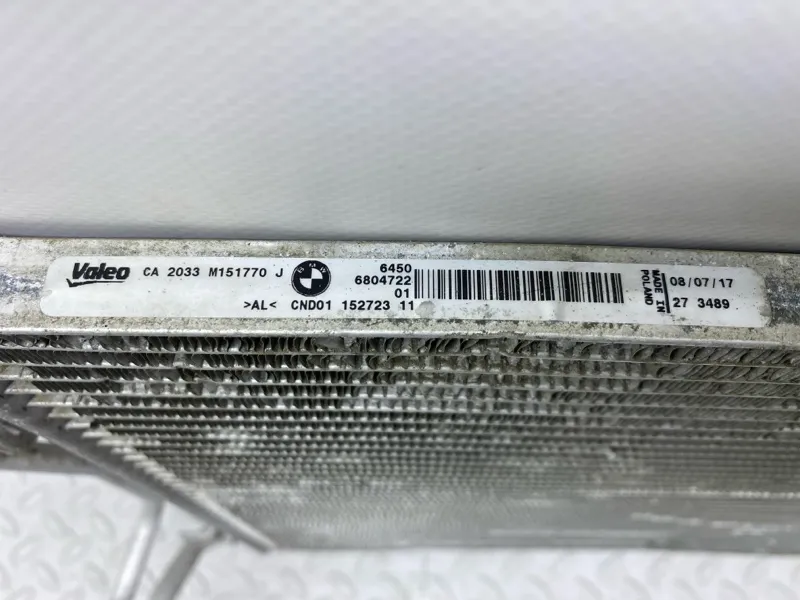 Valeo CA 2033 M151770 J
>AL< CND01 152723 11
BMW
6450
6804722
01
MADE IN
POLAND
08/07/17
27 3489